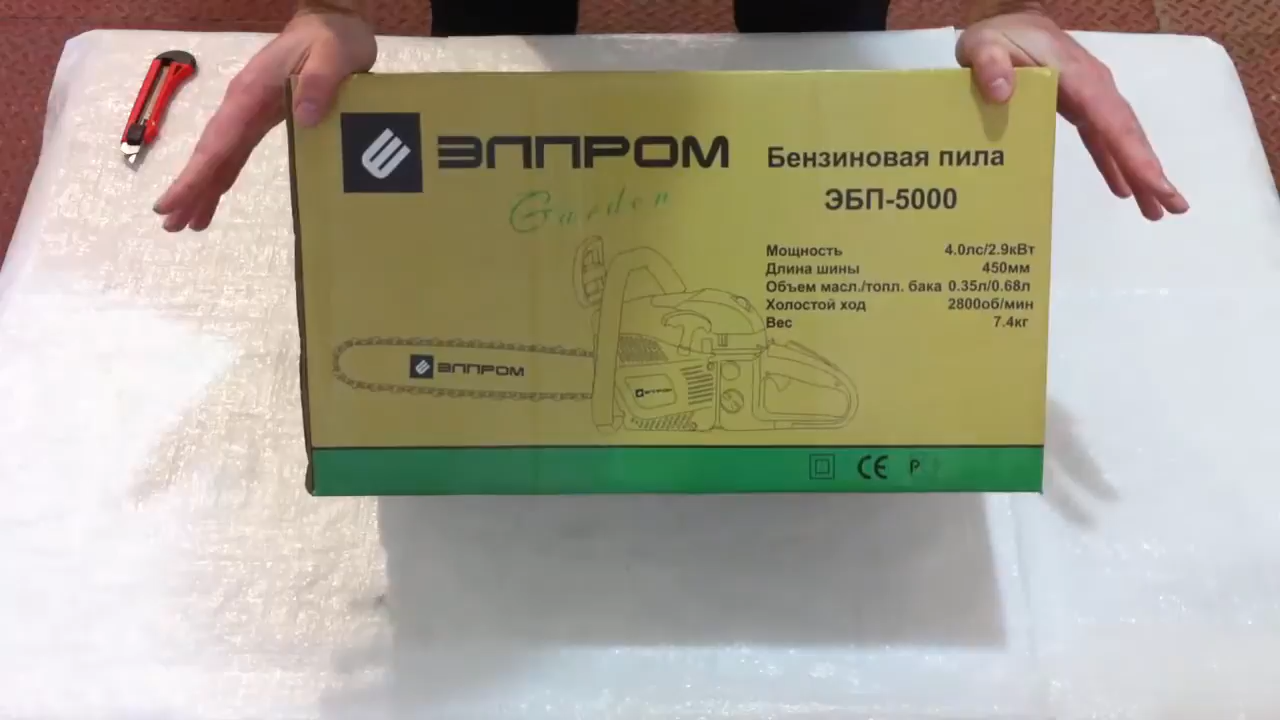 ЭЛПРОМ
Garden
Бензиновая пила
ЭБП-5000
Мощность 4.0лс/2.9кВт
Длина шины 450мм
Объем масл./топл. бака 0.35л/0.68л
Холостой ход 2800об/мин
Вес 7.4кг
ЭЛПРОМ
CE